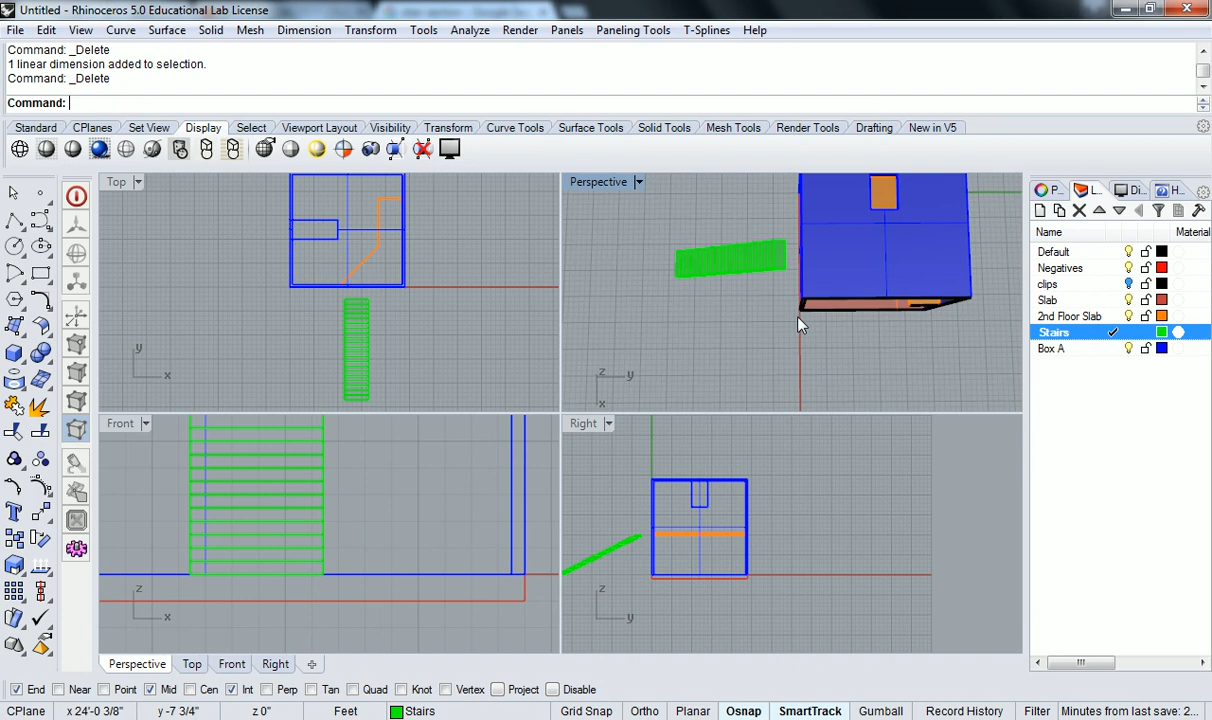 Untitled - Rhinoceros 5.0 Educational Lab License
File Edit View Curve Surface Solid Mesh Dimension Transform Tools Analyze Render Panels Paneling Tools T-Splines Help
Command: _Delete
1 linear dimension added to selection.
Command: _Delete
Command:
Standard CPlanes Set View Display Select Viewport Layout Visibility Transform Curve Tools Surface Tools Solid Tools Mesh Tools Render Tools Drafting New in V5
Top
Perspective
P... L... Di... H...
Name Material
Default
Negatives
clips
Slab
2nd Floor Slab
Stairs
Box A
y x
z y
x
Front
Right
z x
z y
Perspective Top Front Right
End Near Point Mid Cen Int Perp Tan Quad Knot Vertex Project Disable
CPlane x 24'-0 3/8" y -7 3/4" z 0" Feet Stairs Grid Snap Ortho Planar Osnap SmartTrack Gumball Record History Filter Minutes from last save: 2...